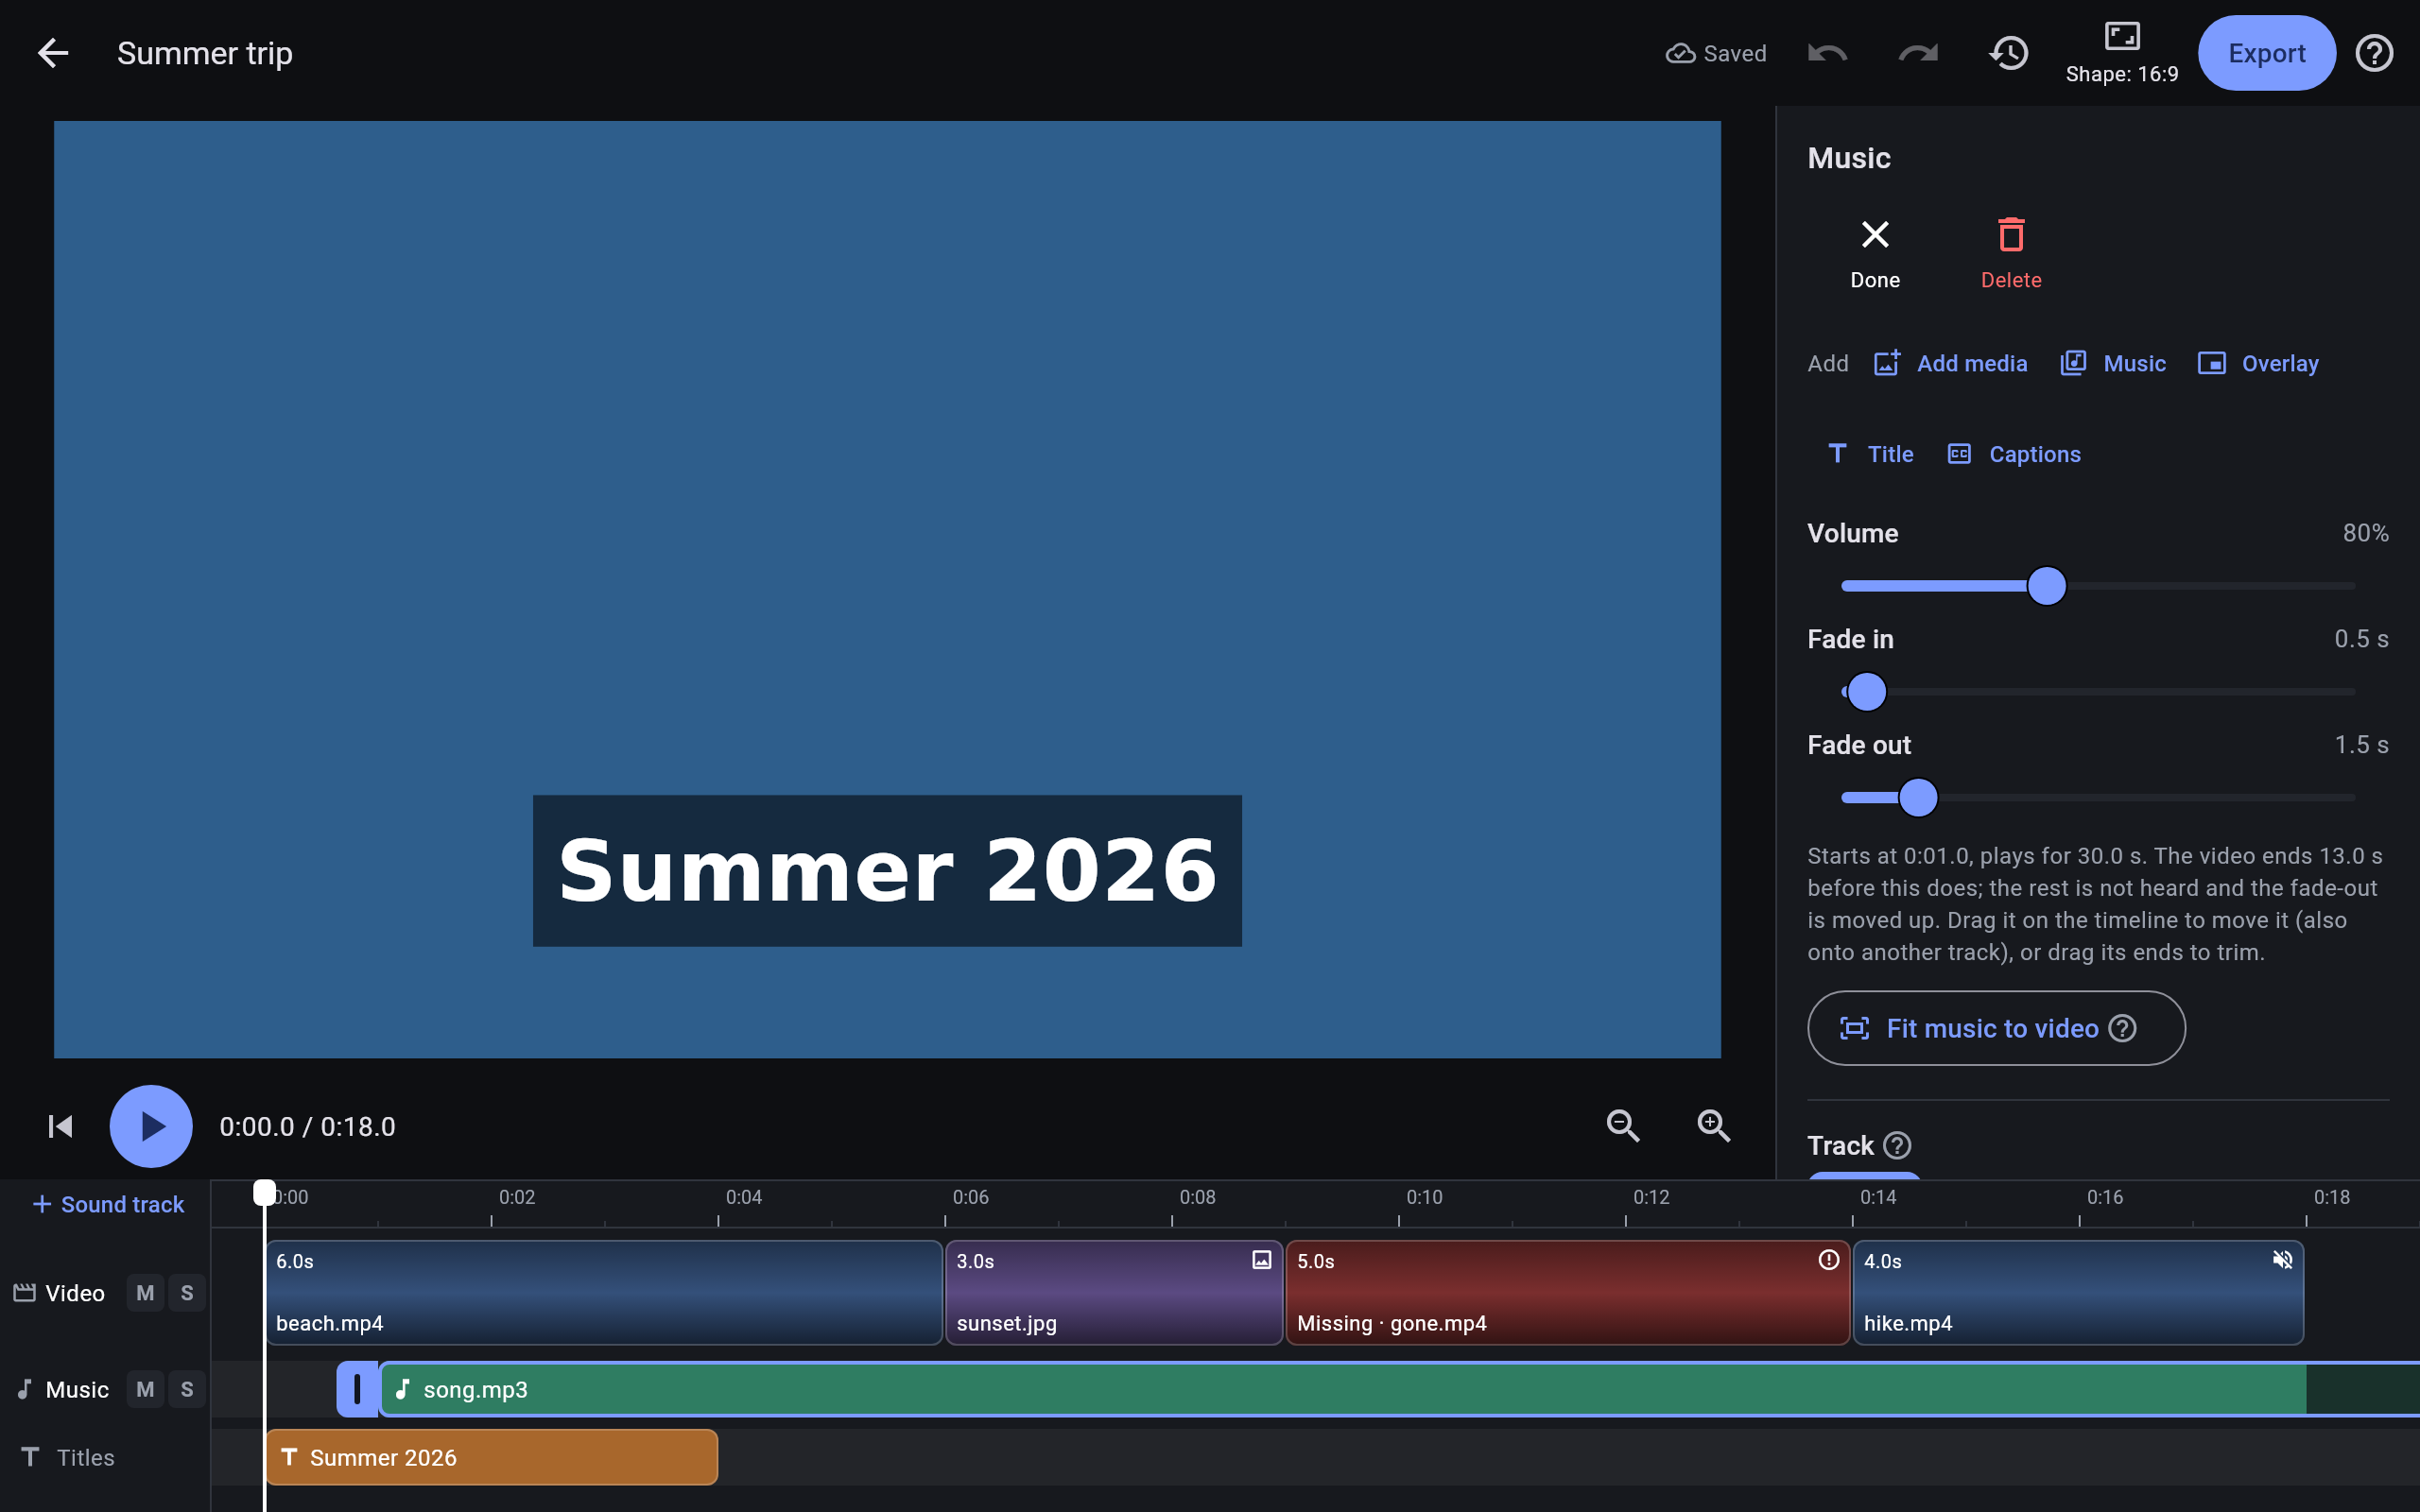 Summer trip
Saved
Shape: 16:9
Export
Music
Done
Delete
Add
Add media
Music
Overlay
Title
Captions
Volume
80%
Fade in
0.5 s
Fade out
1.5 s
Starts at 0:01.0, plays for 30.0 s. The video ends 13.0 s
before this does; the rest is not heard and the fade-out
is moved up. Drag it on the timeline to move it (also
onto another track), or drag its ends to trim.
Fit music to video
Track
Summer 2026
0:00.0 / 0:18.0
Sound track
0:00
0:02
0:04
0:06
0:08
0:10
0:12
0:14
0:16
0:18
Video
M
S
6.0s
beach.mp4
3.0s
sunset.jpg
5.0s
Missing · gone.mp4
4.0s
hike.mp4
Music
M
S
song.mp3
Titles
Summer 2026